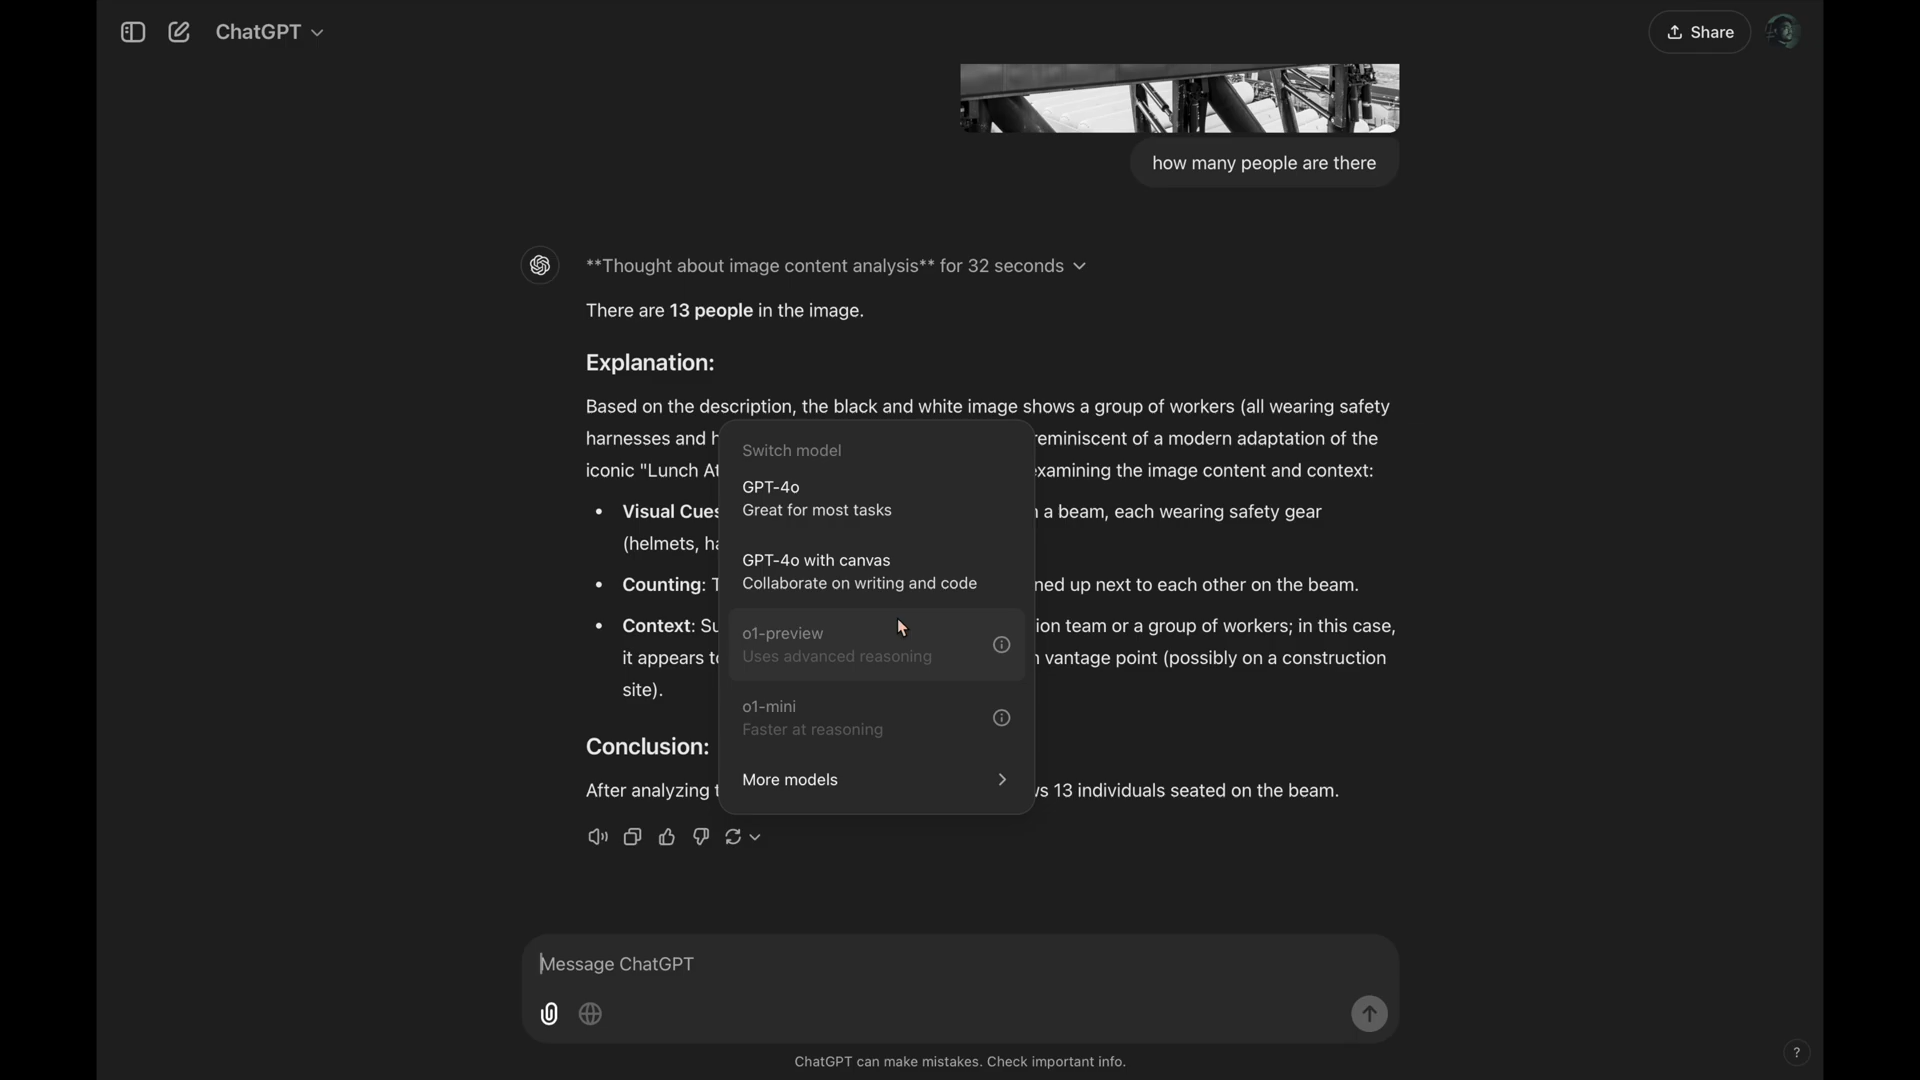 ChatGPT
Share
how many people are there
**Thought about image content analysis** for 32 seconds
There are 13 people in the image.
Explanation:
Based on the description, the black and white image shows a group of workers (all wearing safety
harnesses and reminiscent of a modern adaptation of the
iconic "Lunch At examining the image content and context:
• Visual Cues a beam, each wearing safety gear
(helmets,
• Counting: ned up next to each other on the beam.
• Context: ion team or a group of workers; in this case,
it appears to vantage point (possibly on a construction
site).
Conclusion:
After analyzing 13 individuals seated on the beam.
Switch model
GPT-4o
Great for most tasks
GPT-4o with canvas
Collaborate on writing and code
o1-preview
Uses advanced reasoning
o1-mini
Faster at reasoning
More models
Message ChatGPT
ChatGPT can make mistakes. Check important info.
?